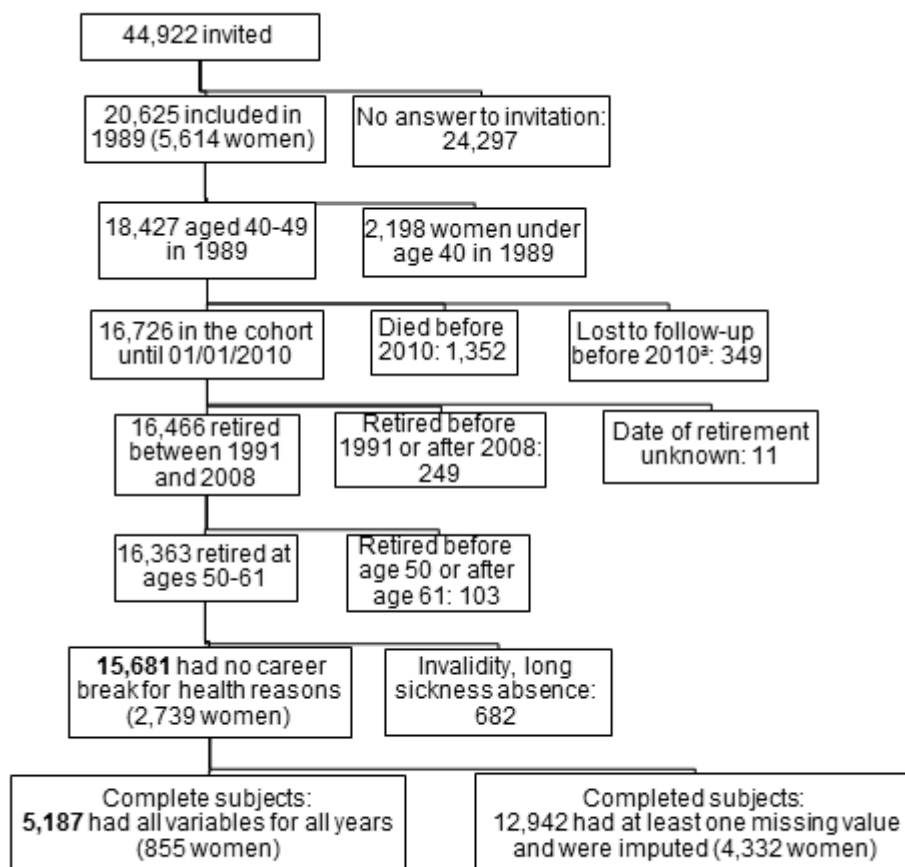 44,922 invited
20,625 included in
1989 (5,614 women)
No answer to invitation:
24,297
18,427 aged 40-49
in 1989
2,198 women under
age 40 in 1989
16,726 in the cohort
until 01/01/2010
Died before
2010: 1,352
Lost to follow-up
before 2010ª: 349
16,466 retired
between 1991
and 2008
Retired before
1991 or after 2008:
249
Date of retirement
unknown: 11
16,363 retired at
ages 50-61
Retired before
age 50 or after
age 61: 103
15,681 had no career
break for health reasons
(2,739 women)
Invalidity, long
sickness absence:
682
Complete subjects:
5,187 had all variables for all years
(855 women)
Completed subjects:
12,942 had at least one missing value
and were imputed (4,332 women)